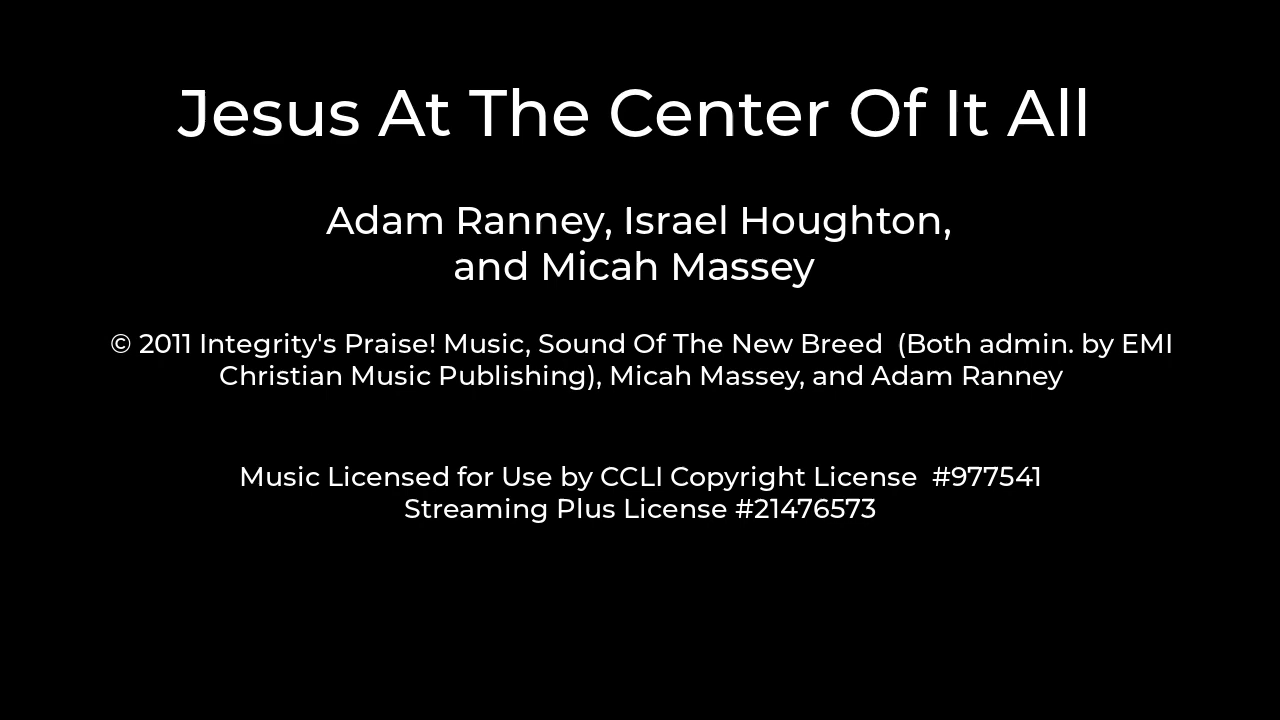 Jesus At The Center Of It All
Adam Ranney, Israel Houghton,
and Micah Massey
© 2011 Integrity's Praise! Music, Sound Of The New Breed  (Both admin. by EMI
Christian Music Publishing), Micah Massey, and Adam Ranney
Music Licensed for Use by CCLI Copyright License  #977541
Streaming Plus License #21476573